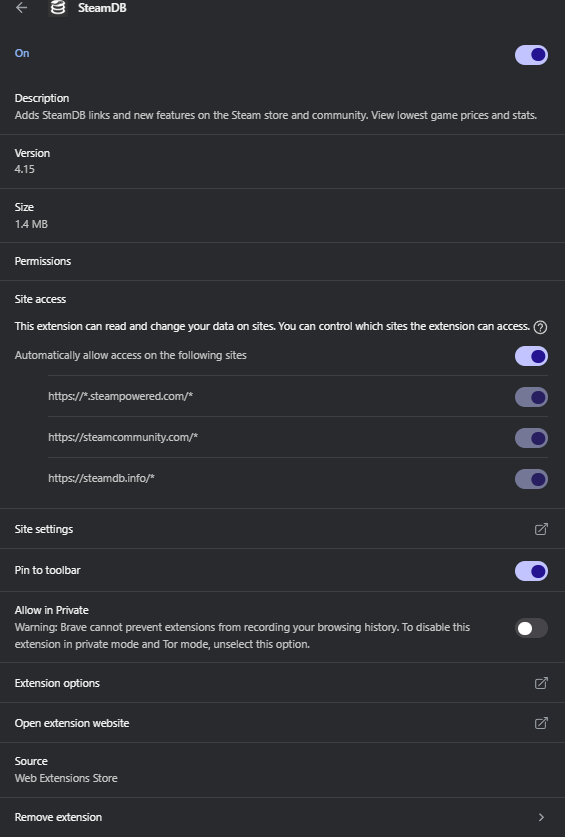 SteamDB
On
Description
Adds SteamDB links and new features on the Steam store and community. View lowest game prices and stats.
Version
4.15
Size
1.4 MB
Permissions
Site access
This extension can read and change your data on sites. You can control which sites the extension can access.
Automatically allow access on the following sites
https://*.steampowered.com/*
https://steamcommunity.com/*
https://steamdb.info/*
Site settings
Pin to toolbar
Allow in Private
Warning: Brave cannot prevent extensions from recording your browsing history. To disable this
extension in private mode and Tor mode, unselect this option.
Extension options
Open extension website
Source
Web Extensions Store
Remove extension